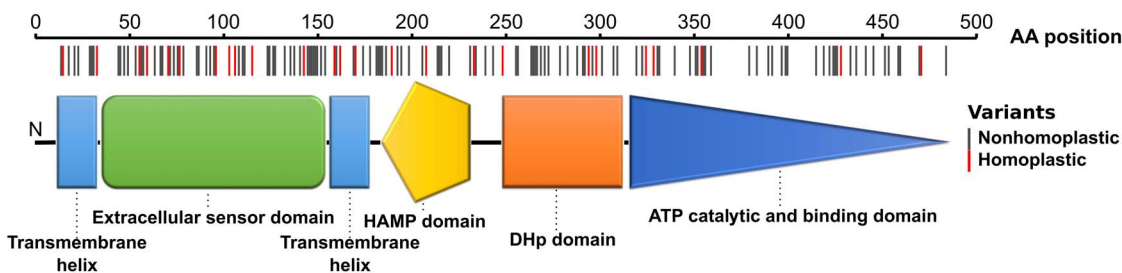 0 50 100 150 200 250 300 350 400 450 500
AA position
Variants
Nonhomoplastic
Homoplastic
N
Extracellular sensor domain
HAMP domain
ATP catalytic and binding domain
DHp domain
Transmembrane
helix
Transmembrane
helix